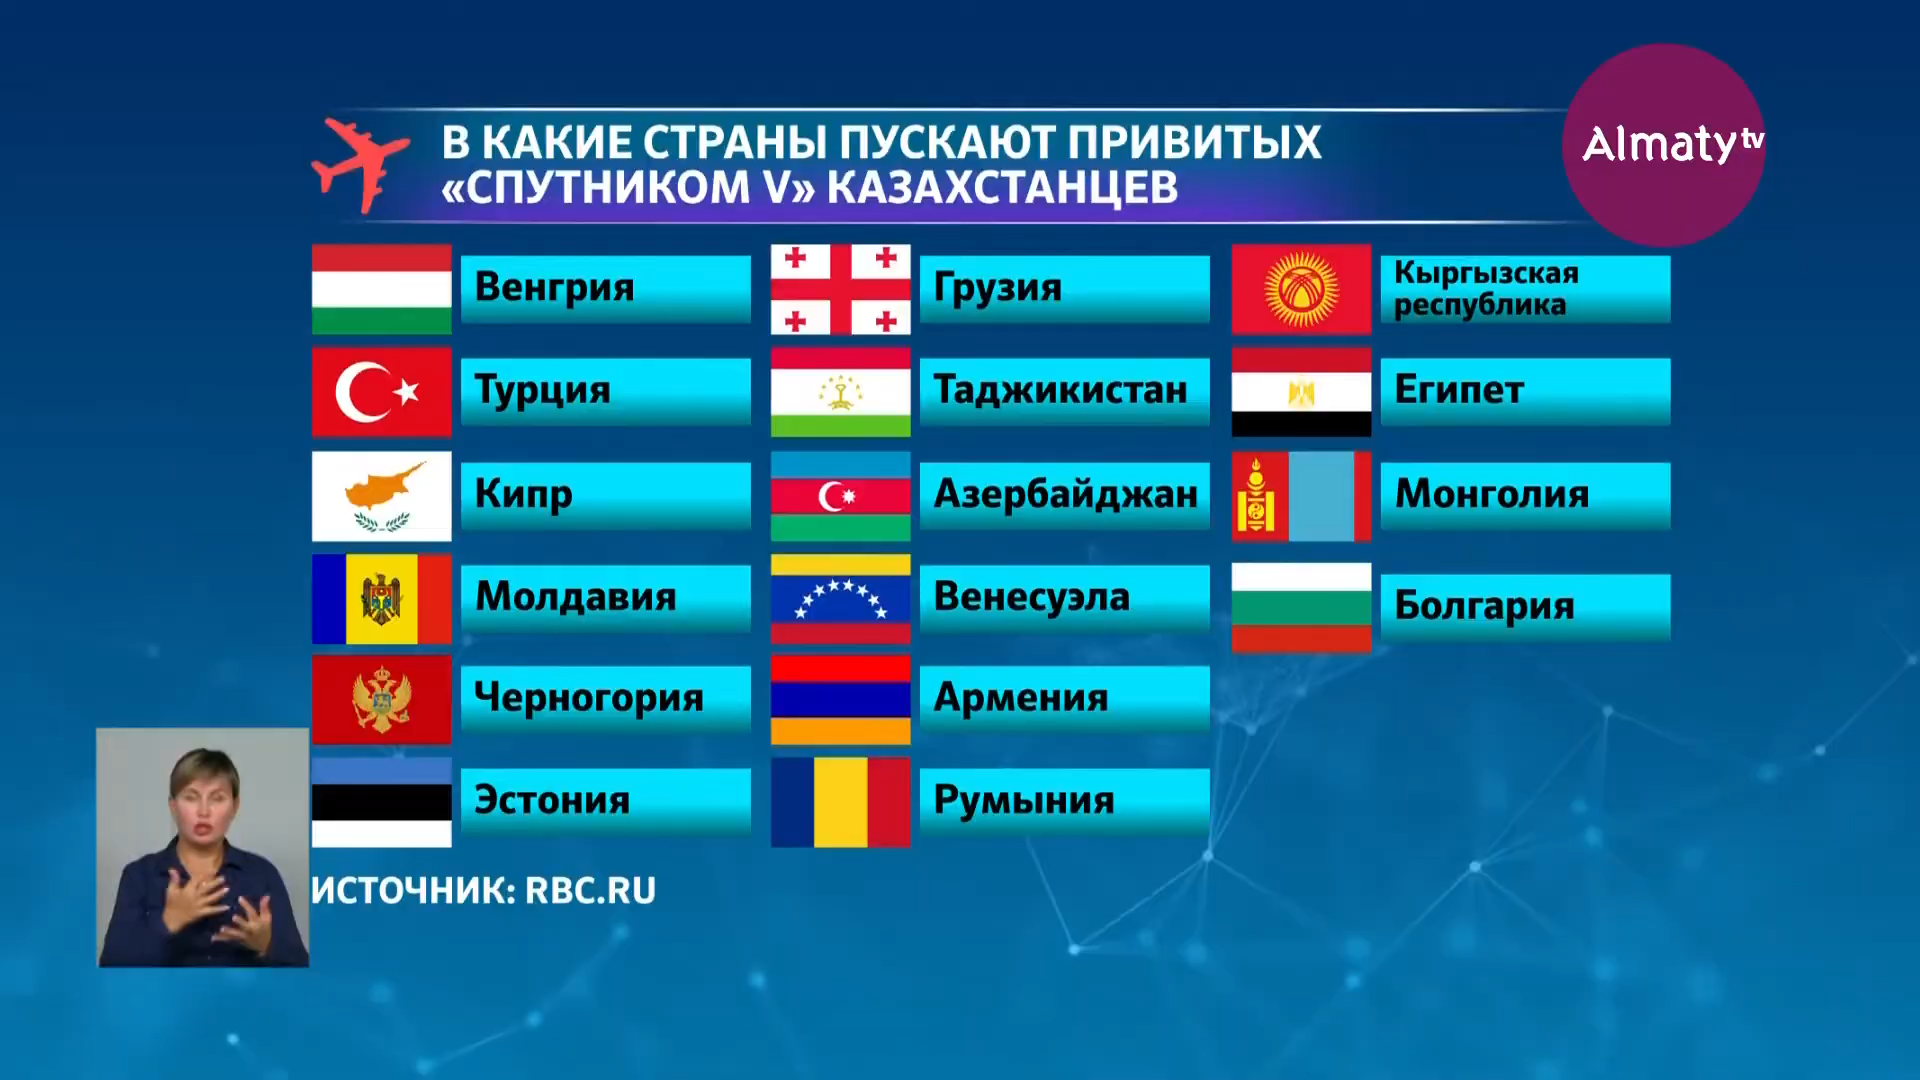 Almaty tv
В КАКИЕ СТРАНЫ ПУСКАЮТ ПРИВИТЫХ
«СПУТНИКОМ V» КАЗАХСТАНЦЕВ
Венгрия
Турция
Кипр
Молдавия
Черногория
Эстония
Грузия
Таджикистан
Азербайджан
Венесуэла
Армения
Румыния
Кыргызская
республика
Египет
Монголия
Болгария
ИСТОЧНИК: RBC.RU